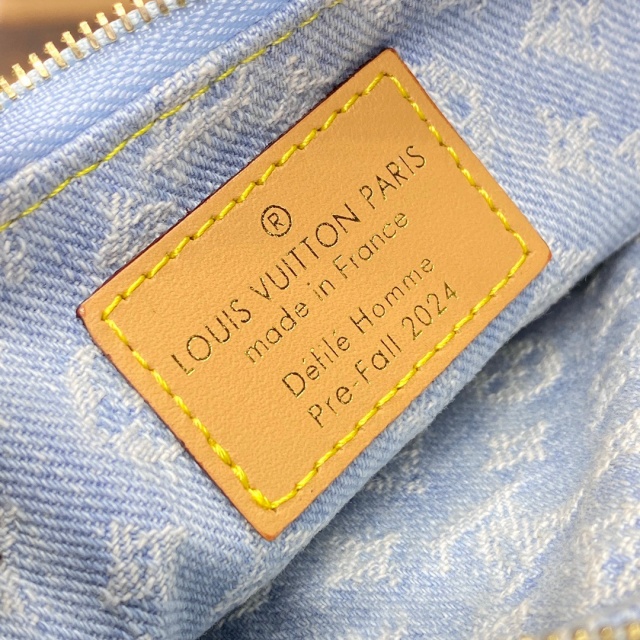 ®
LOUIS VUITTON PARIS
made in France
Défilé Homme
Pre-Fall 2024